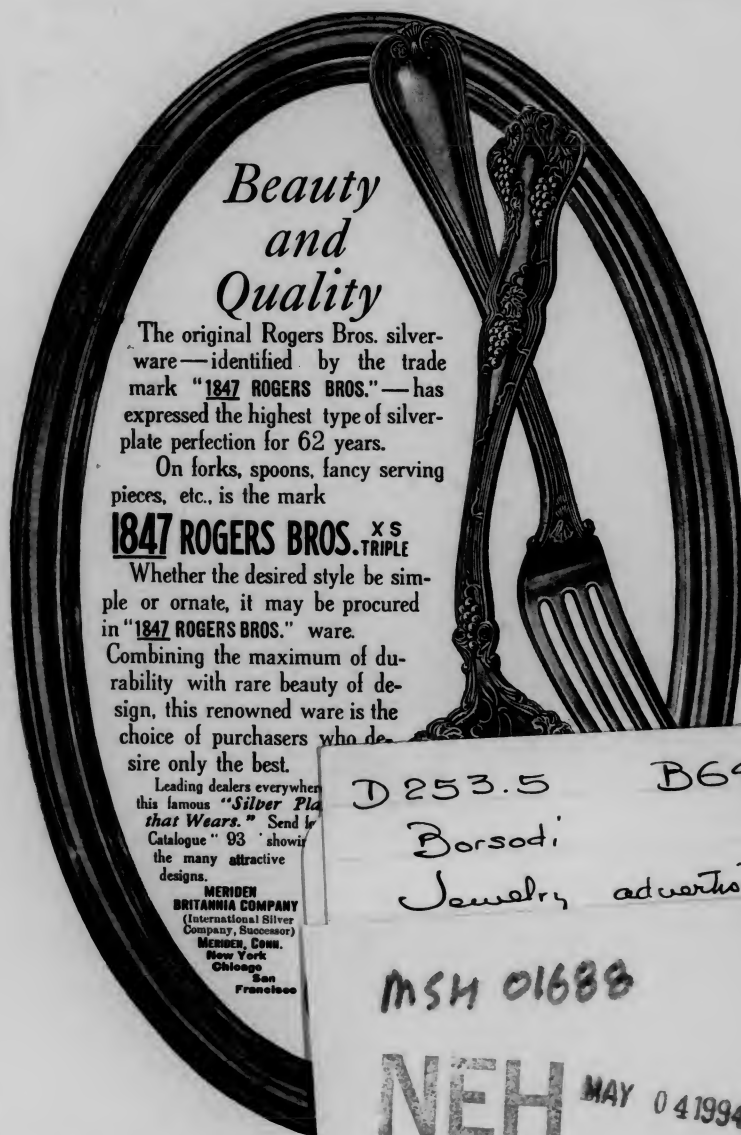 Beauty
and
Quality
The original Rogers Bros. silver-
ware—identified by the trade
mark "1847 ROGERS BROS."—has
expressed the highest type of silver-
plate perfection for 62 years.
On forks, spoons, fancy serving
pieces, etc., is the mark
1847 ROGERS BROS. XS TRIPLE
Whether the desired style be sim-
ple or ornate, it may be procured
in "1847 ROGERS BROS." ware.
Combining the maximum of du-
rability with rare beauty of de-
sign, this renowned ware is the
choice of purchasers who de-
sire only the best.
Leading dealers
this famous "Silver
that Wears." Send
Catalogue "93"
the many attractive
designs.
MERIDEN
BRITANNIA COMPANY
(International Silver
Company, Successor)
MERIDEN, CONN.
New York
Chicago
San
Francisco
D 253.5
Borsodi
Jewelry
MSH 01688
NEH MAY 04 1994